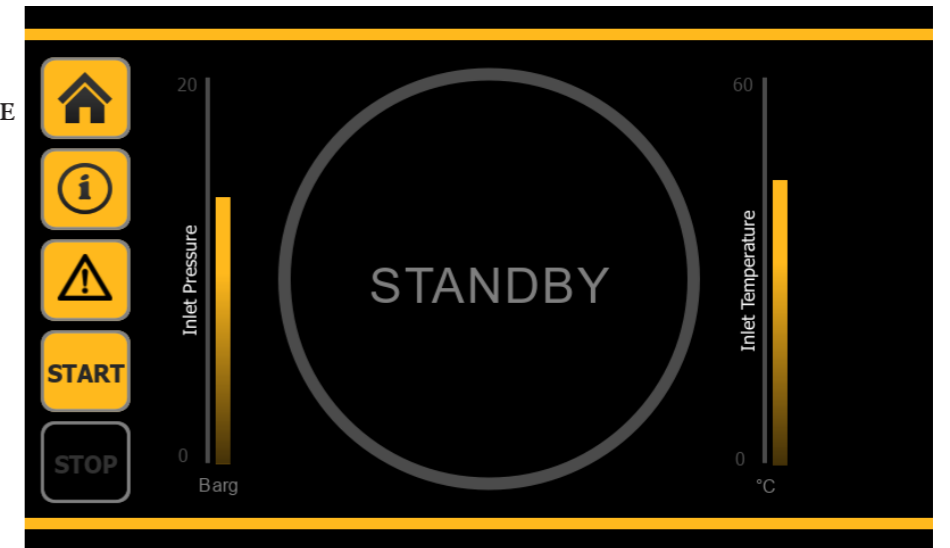 E
20
60
Inlet Pressure
STANDBY
Inlet Temperature
START
STOP
0
0
Barg
°C